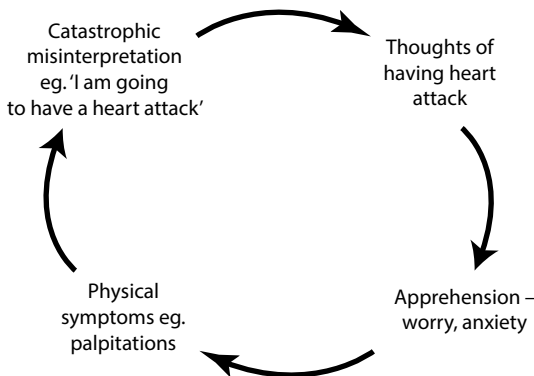 Catastrophic
misinterpretation
eg. ‘I am going
to have a heart attack’
Thoughts of
having heart
attack
Apprehension –
worry, anxiety
Physical
symptoms eg.
palpitations